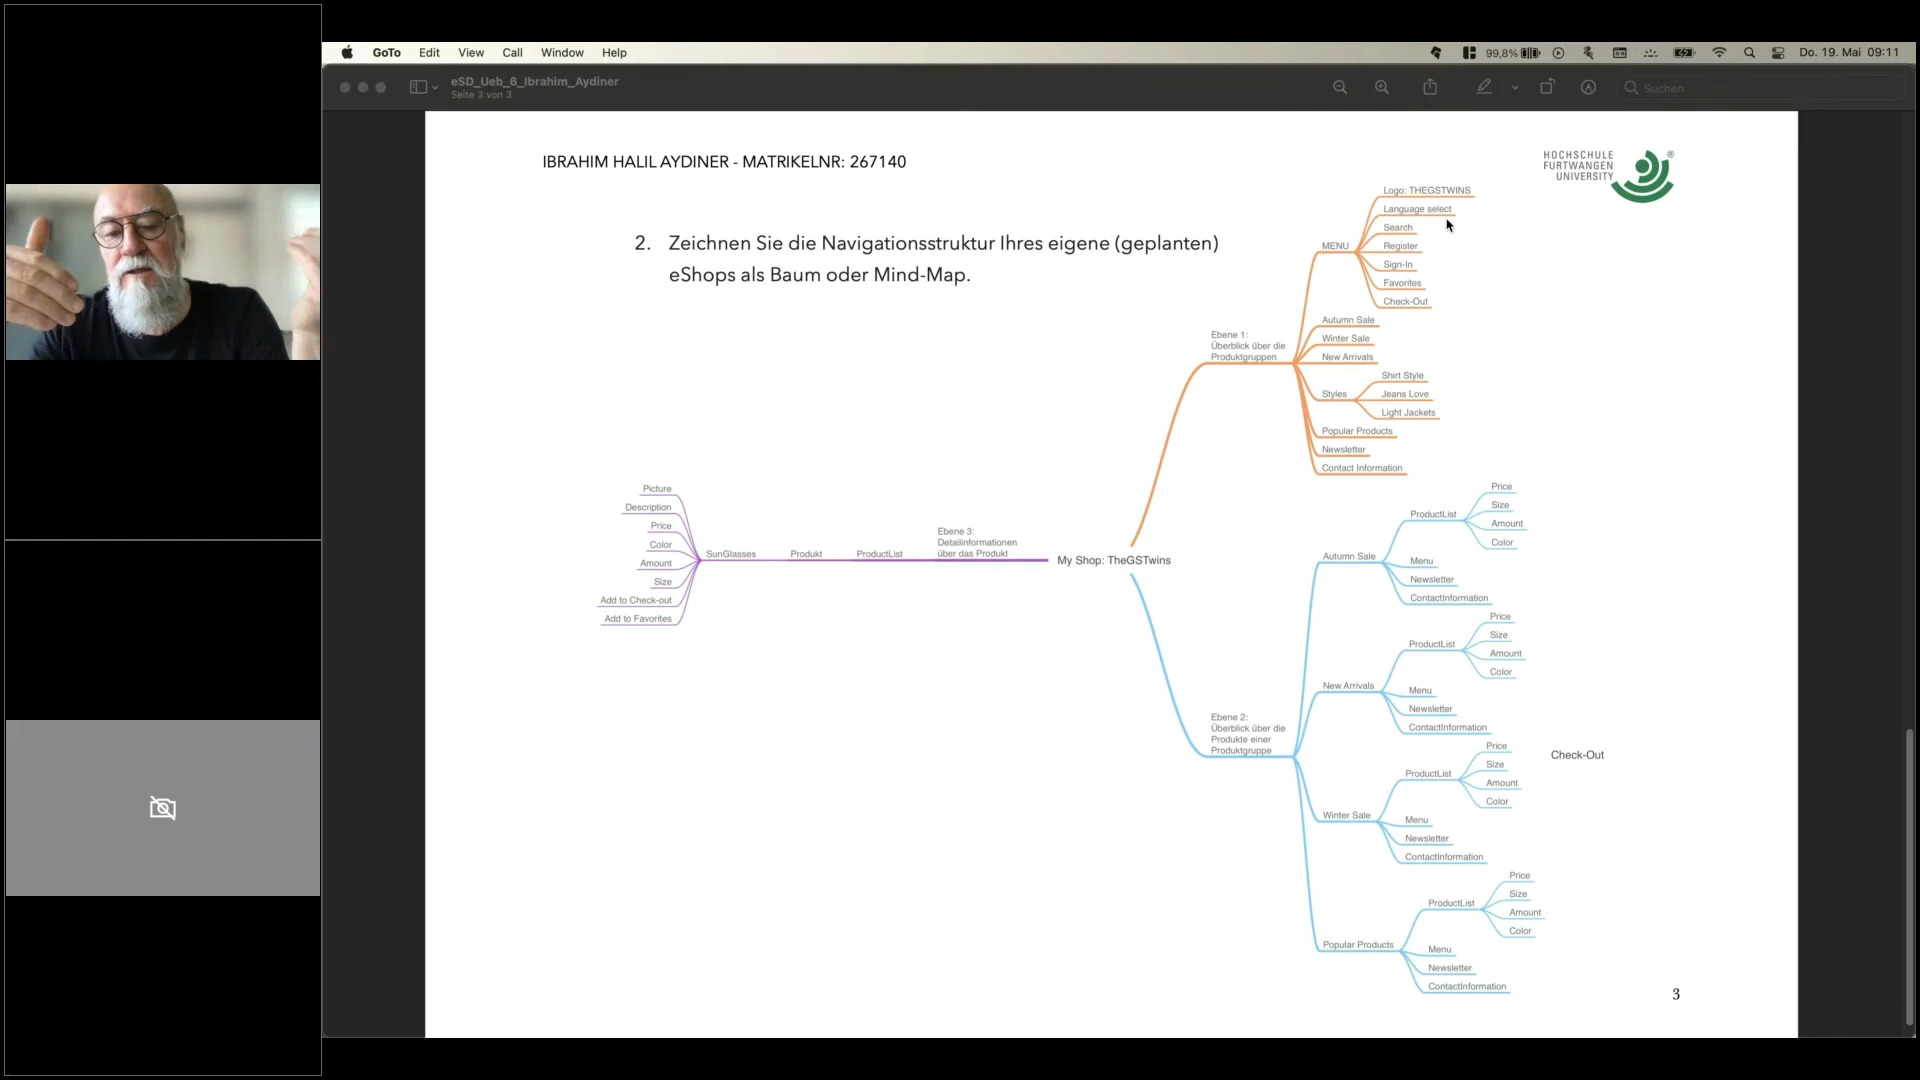 GoTo Edit View Call Window Help
99,8% Do. 19. Mai 09:11
eSD_Ueb_6_Ibrahim_Aydiner
Seite 3 von 3
Suchen
IBRAHIM HALIL AYDINER - MATRIKELNR: 267140
HOCHSCHULE
FURTWANGEN
UNIVERSITY
®
2. Zeichnen Sie die Navigationsstruktur Ihres eigene (geplanten)
eShops als Baum oder Mind-Map.
My Shop: TheGSTwins
Ebene 1:
Überblick über die
Produktgruppen
MENU
Logo: THEGSTWINS
Language select
Search
Register
Sign-In
Favorites
Check-Out
Autumn Sale
Winter Sale
New Arrivals
Styles
Shirt Style
Jeans Love
Light Jackets
Popular Products
Newsletter
Contact Information
Ebene 3:
Detailinformationen
über das Produkt
ProductList
Produkt
SunGlasses
Picture
Description
Price
Color
Amount
Size
Add to Check-out
Add to Favorites
Ebene 2:
Überblick über die
Produkte einer
Produktgruppe
Autumn Sale
ProductList
Price
Size
Amount
Color
Menu
Newsletter
ContactInformation
New Arrivals
ProductList
Price
Size
Amount
Color
Menu
Newsletter
ContactInformation
Winter Sale
ProductList
Price
Size
Amount
Color
Menu
Newsletter
ContactInformation
Popular Products
ProductList
Price
Size
Amount
Color
Menu
Newsletter
ContactInformation
Check-Out
3